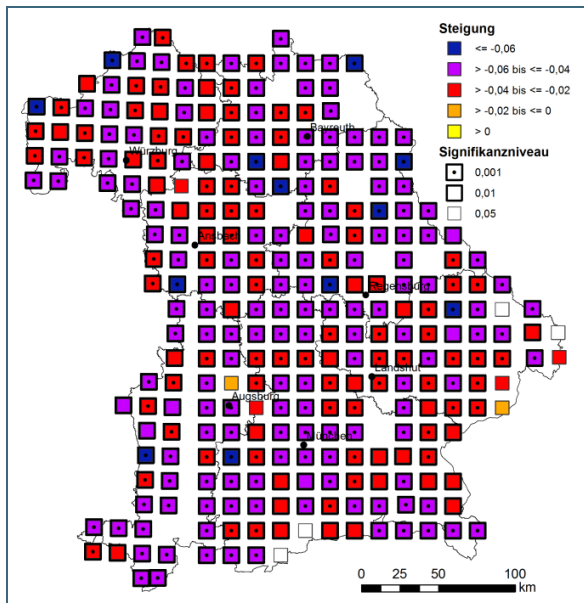 Steigung
<= -0,06
> -0,06 bis <= -0,04
> -0,04 bis <= -0,02
> -0,02 bis <= 0
> 0
Signifikanzniveau
0,001
0,01
0,05
Bayreuth
Würzburg
Ansbach
Regensburg
Landshut
Augsburg
München
0 25 50 100
km